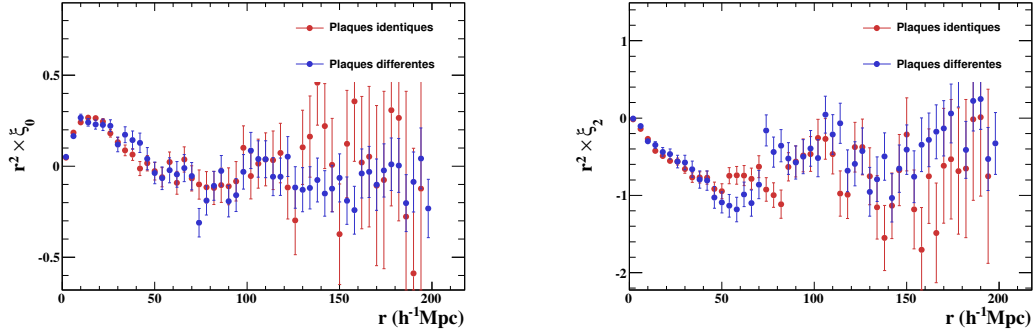 Plaques identiques
Plaques differentes
r² × ξ₀
0.5
0
-0.5
0 50 100 150 200
r (h⁻¹Mpc)
Plaques identiques
Plaques differentes
r² × ξ₂
1
0
-1
-2
0 50 100 150 200
r (h⁻¹Mpc)